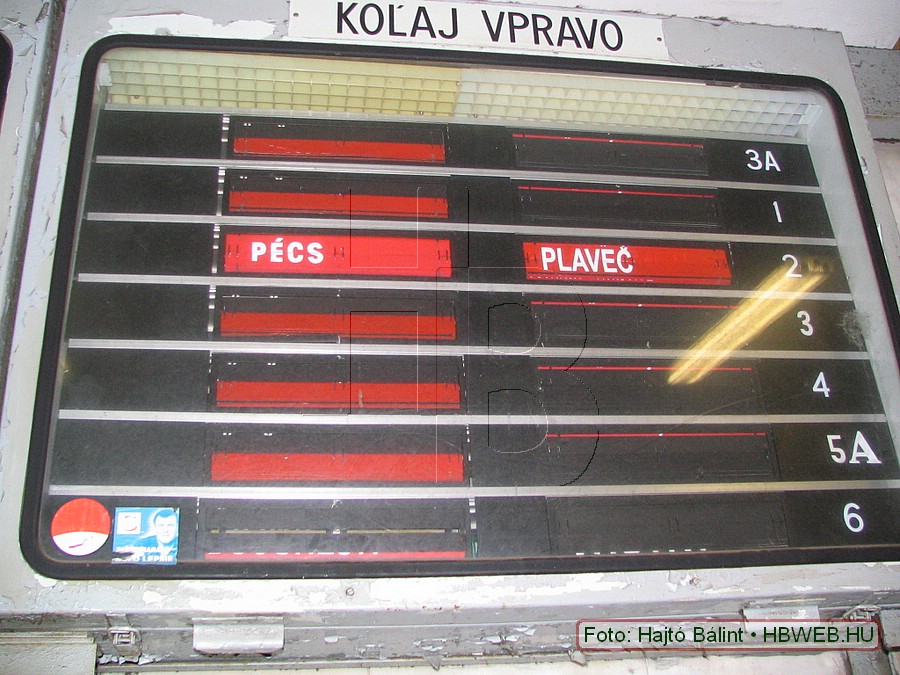 KOĽAJ VPRAVO
3A
1
PÉCS PLAVEČ 2
3
4
5A
6
Foto: Hajtó Bálint • HBWEB.HU